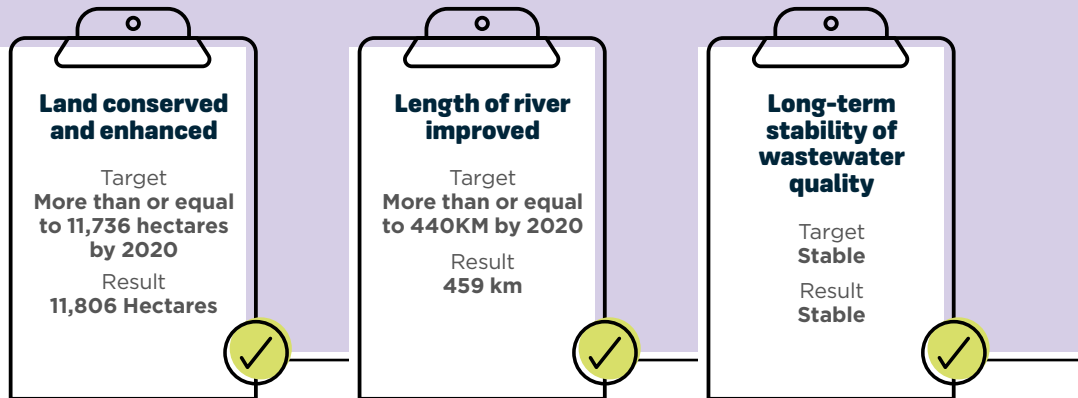 Land conserved
and enhanced
Target
More than or equal
to 11,736 hectares
by 2020
Result
11,806 Hectares
Length of river
improved
Target
More than or equal
to 440KM by 2020
Result
459 km
Long-term
stability of
wastewater
quality
Target
Stable
Result
Stable